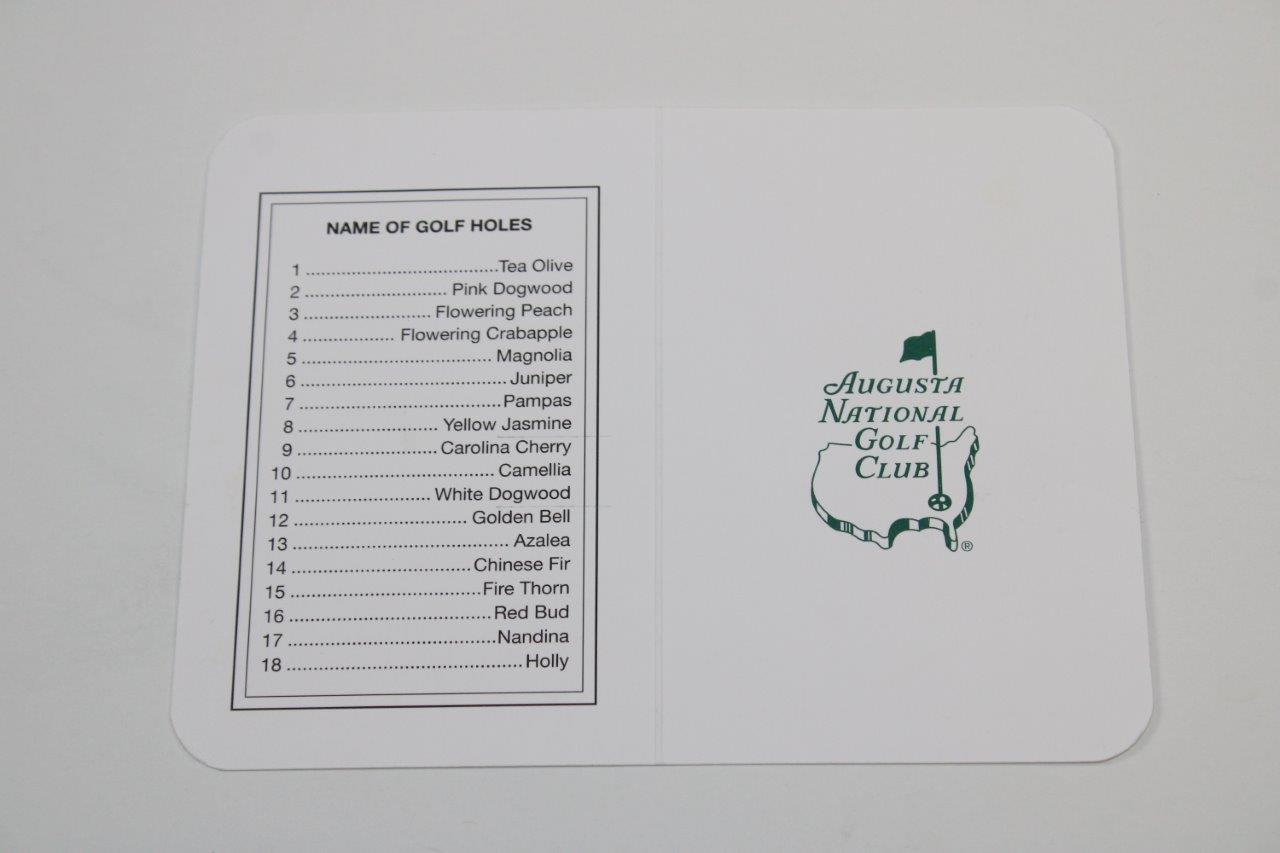 NAME OF GOLF HOLES
1 ..........................................Tea Olive
2 ............................... Pink Dogwood
3 ............................ Flowering Peach
4 .................... Flowering Crabapple
5 .......................................... Magnolia
6 ............................................. Juniper
7 ............................................Pampas
8 .............................. Yellow Jasmine
9 .............................. Carolina Cherry
10 ........................................... Camellia
11 ............................. White Dogwood
12 ...................................... Golden Bell
13 ............................................... Azalea
14 .......................................Chinese Fir
15 .........................................Fire Thorn
16 ............................................Red Bud
17 .............................................Nandina
18 ...................................................Holly
AUGUSTA
NATIONAL
GOLF
CLUB
®